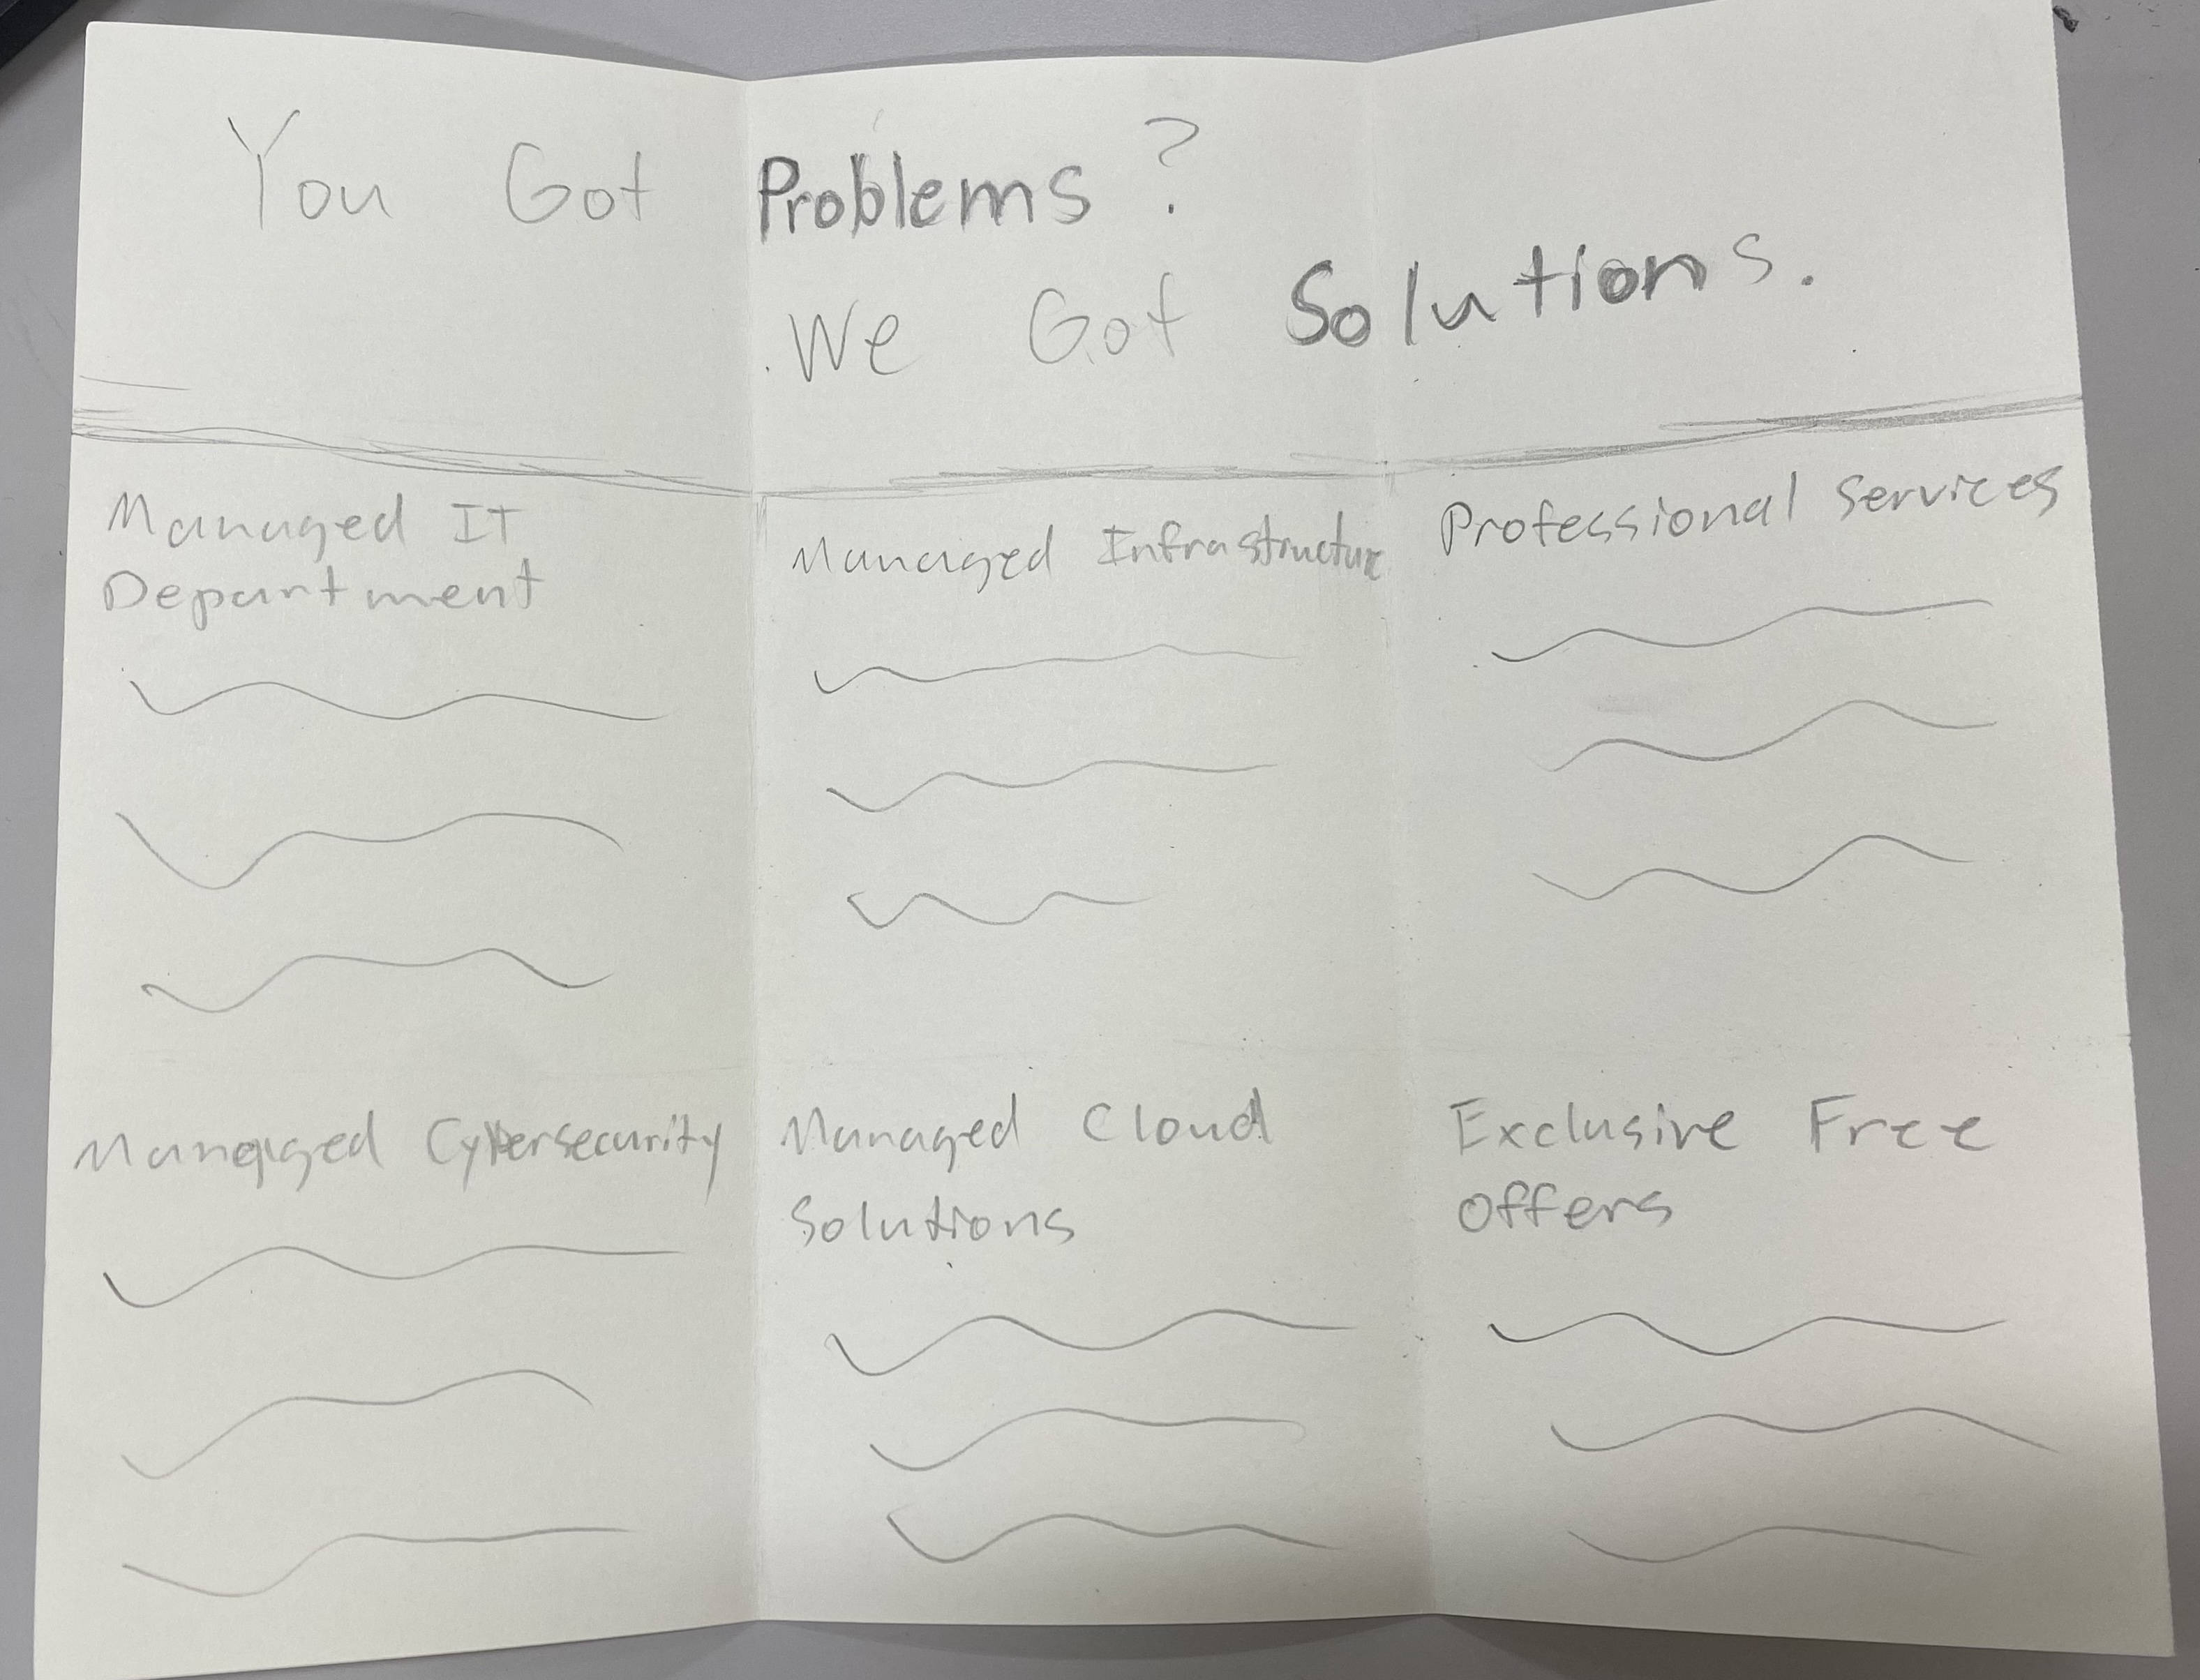 You Got Problems?
We Got Solutions.
Managed IT
Department
Managed Infrastructure
Professional Services
Managed Cybersecurity
Managed Cloud
Solutions
Exclusive Free
Offers